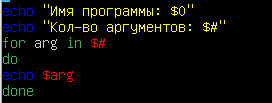 echo "Имя программы: $0"
echo "Кол-во аргументов: $#"
for arg in $#
do
echo $arg
done